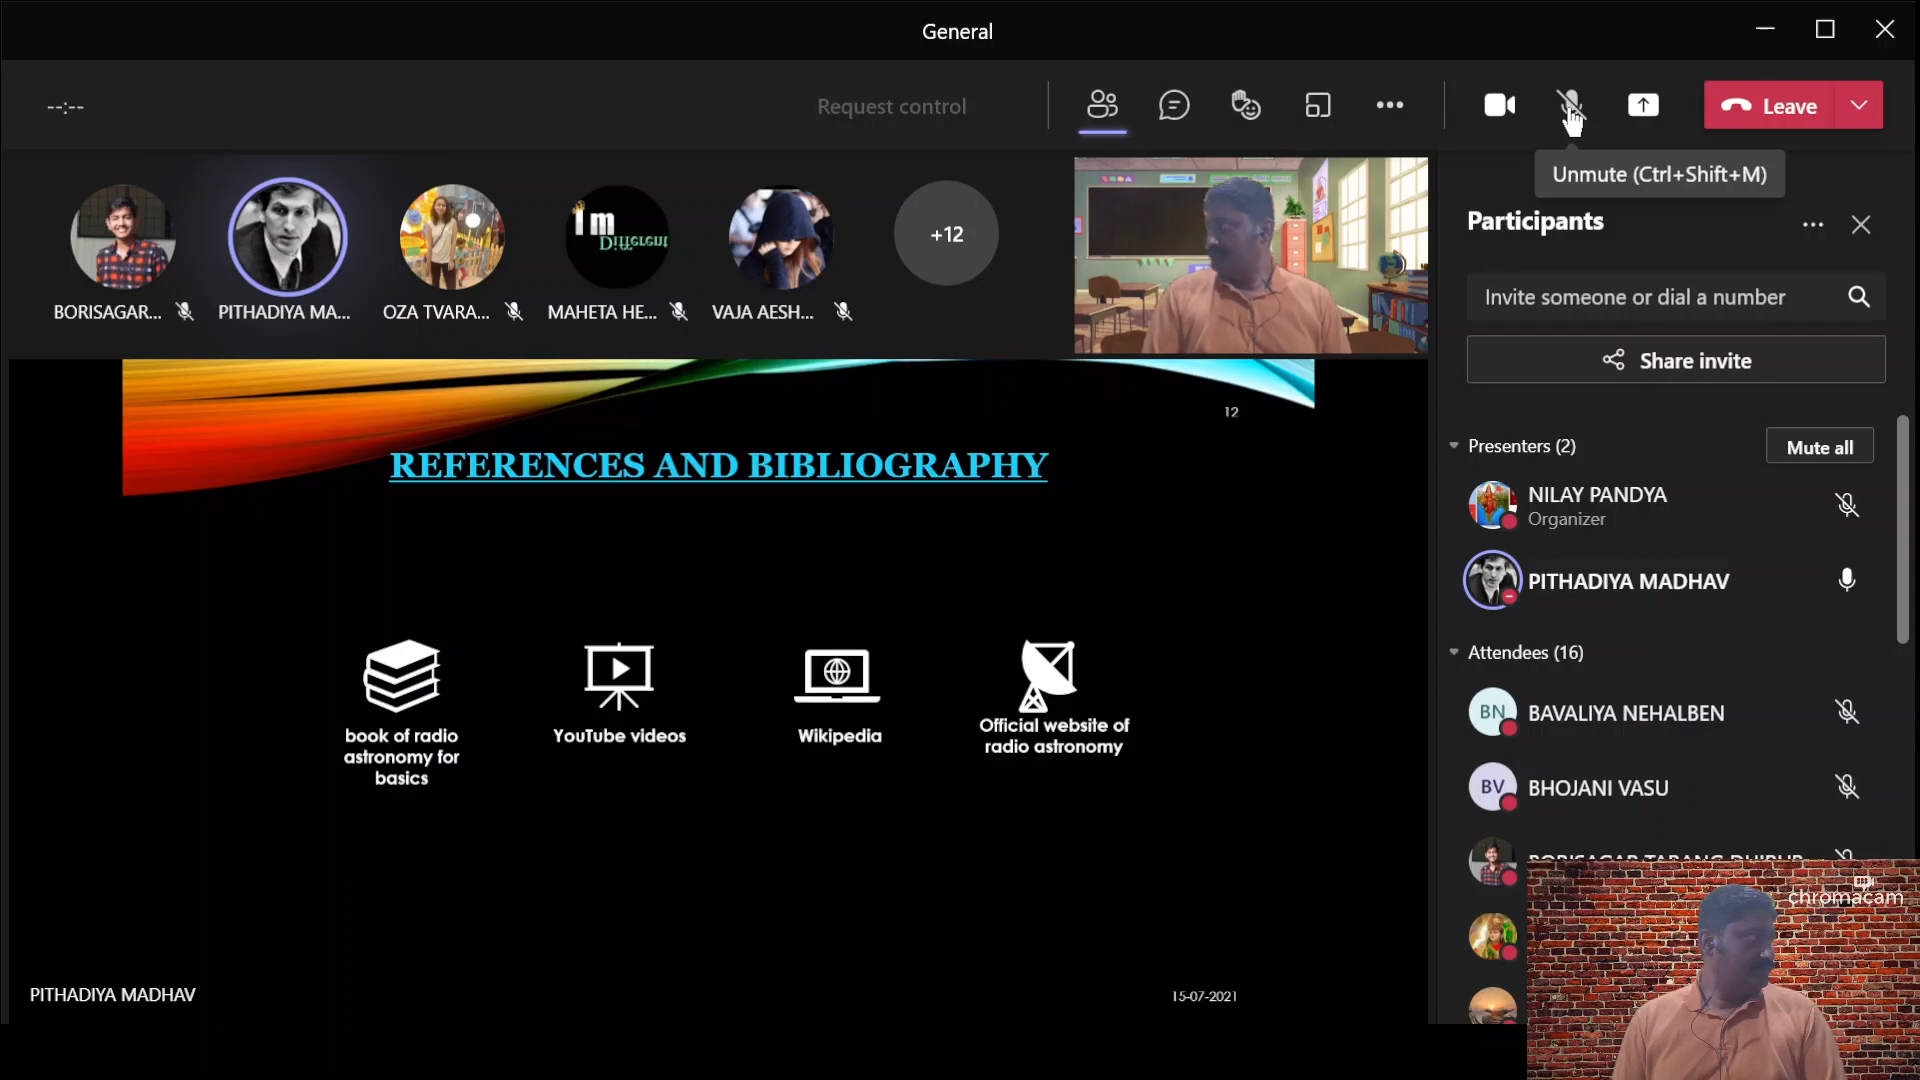 General
--:--
Request control
Leave
Unmute (Ctrl+Shift+M)
I m
Different
+12
BORISAGAR...
PITHADIYA MA...
OZA TVARA...
MAHETA HE...
VAJA AESH...
Participants
Invite someone or dial a number
Share invite
12
REFERENCES AND BIBLIOGRAPHY
book of radio
astronomy for
basics
YouTube videos
Wikipedia
Official website of
radio astronomy
PITHADIYA MADHAV
15-07-2021
Presenters (2)
Mute all
NILAY PANDYA
Organizer
PITHADIYA MADHAV
Attendees (16)
BN
BAVALIYA NEHALBEN
BV
BHOJANI VASU
BORISAGAR TARANG
chromacam